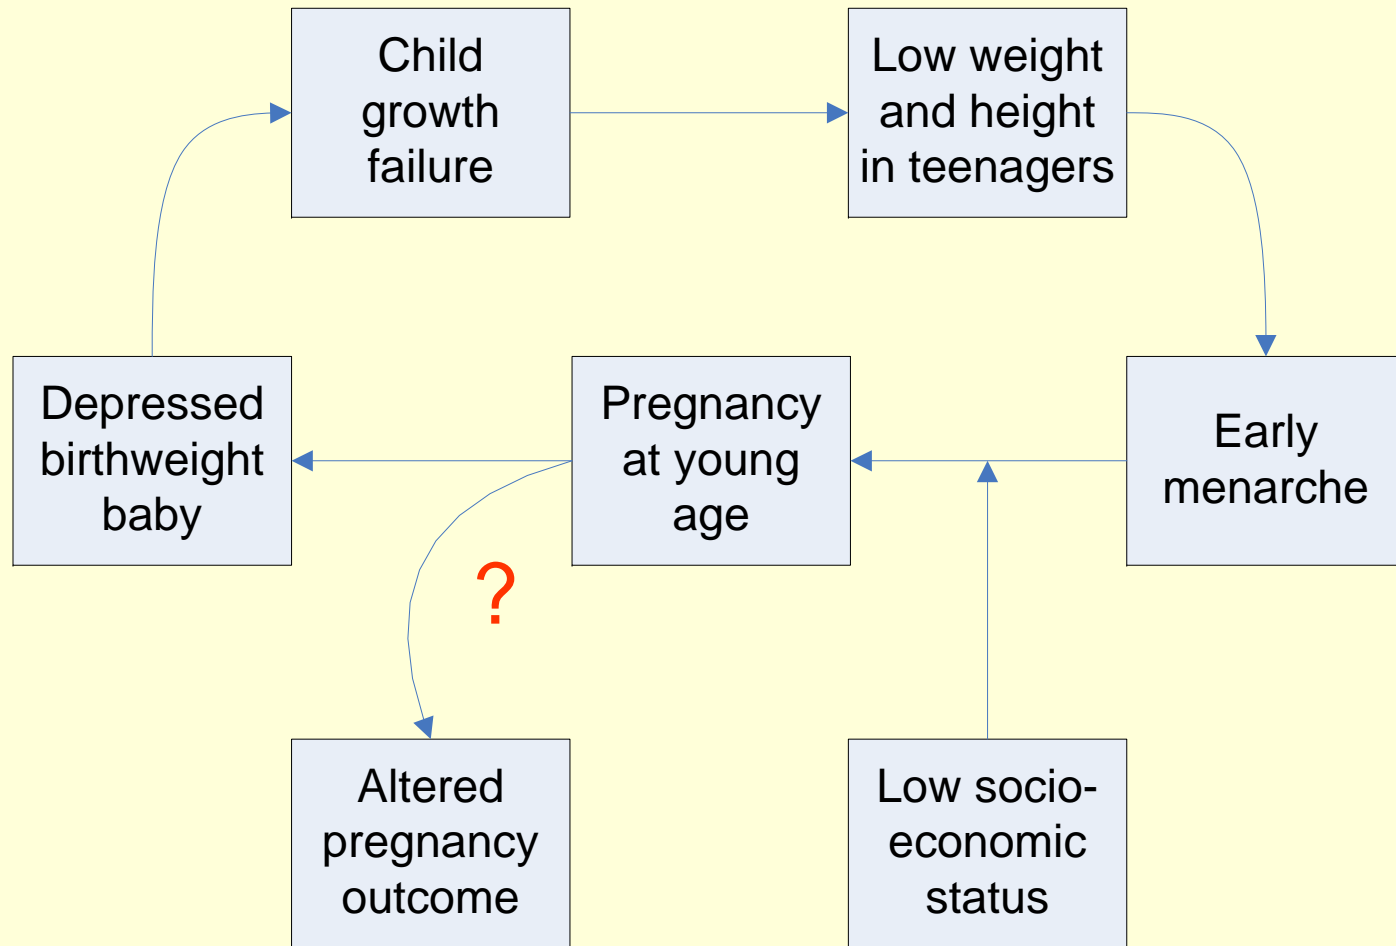 Child
growth
failure
Low weight
and height
in teenagers
Depressed
birthweight
baby
Pregnancy
at young
age
Early
menarche
?
Altered
pregnancy
outcome
Low socio-
economic
status